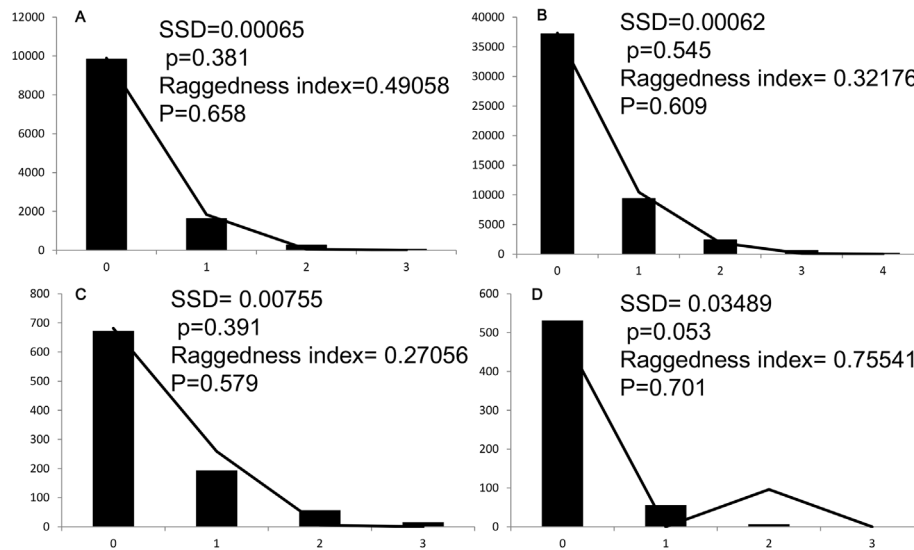 A
SSD=0.00065
p=0.381
Raggedness index=0.49058
P=0.658
12000
10000
8000
6000
4000
2000
0
0 1 2 3
B
SSD=0.00062
p=0.545
Raggedness index= 0.32176
P=0.609
40000
35000
30000
25000
20000
15000
10000
5000
0
0 1 2 3 4
C
SSD= 0.00755
p=0.391
Raggedness index= 0.27056
P=0.579
800
700
600
500
400
300
200
100
0
0 1 2 3
D
SSD= 0.03489
p=0.053
Raggedness index= 0.75541
P=0.701
600
500
400
300
200
100
0
0 1 2 3